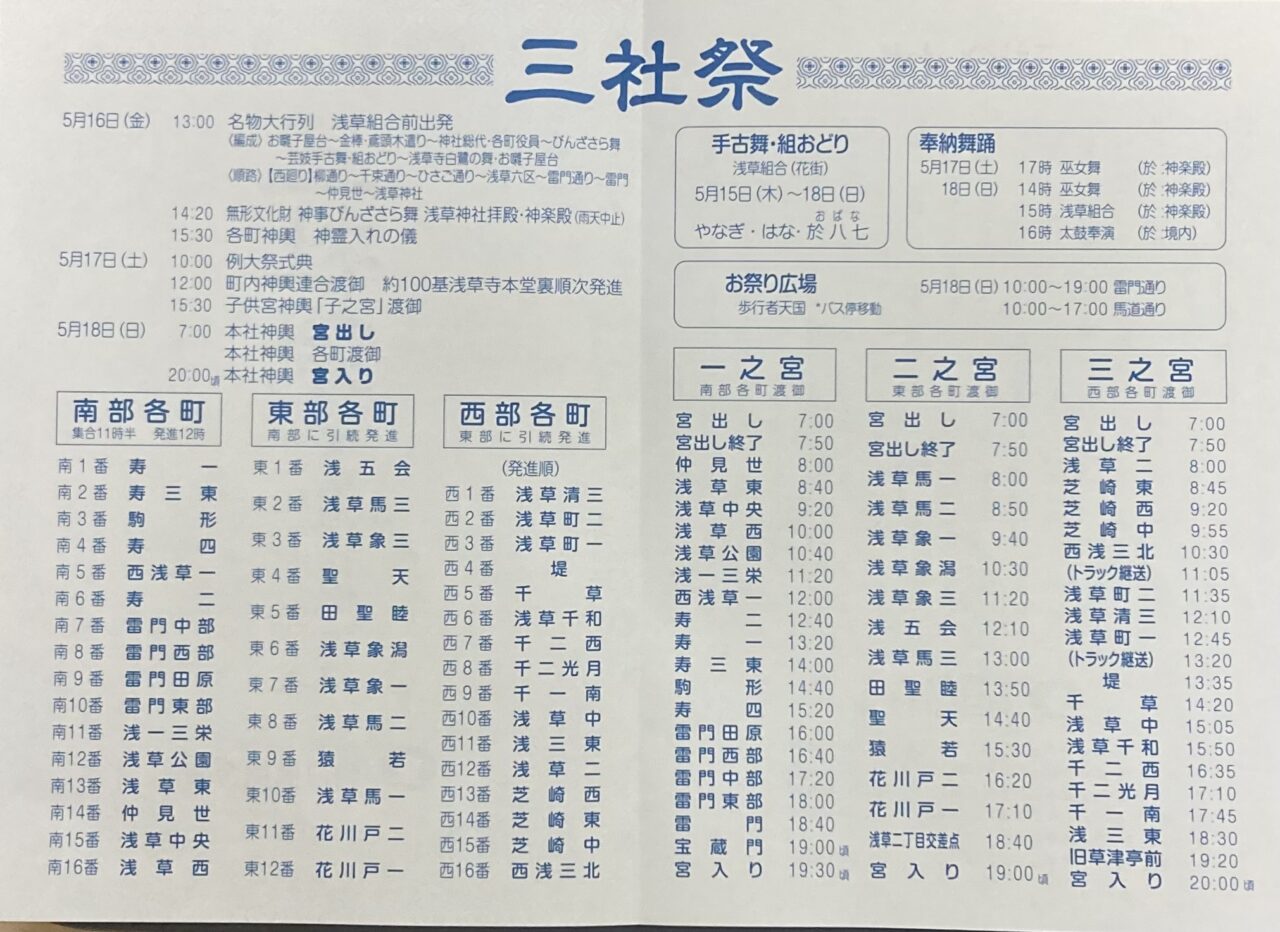 三社祭
5月16日(金) 13:00 名物大行列 浅草組合前出発
〈編成〉お囃子屋台～金棒・鳶頭木遣り～神社総代・各町役員～びんざさら舞
～芸妓手古舞・組おどり～浅草寺白鷺の舞・お囃子屋台
〈順路〉【西廻り】柳通り～千束通り～ひさご通り～浅草六区～雷門通り～雷門
～仲見世～浅草神社
14:20 無形文化財 神事びんざさら舞 浅草神社拝殿・神楽殿(雨天中止)
15:30 各町神輿 神霊入れの儀
5月17日(土) 10:00 例大祭式典
12:00 町内神輿連合渡御 約100基浅草寺本堂裏順次発進
15:30 子供宮神輿「子之宮」渡御
5月18日(日) 7:00 本社神輿 宮出し
本社神輿 各町渡御
20:00頃 本社神輿 宮入り
南部各町
集合11時半 発進12時
南1番 寿一
南2番 寿三東
南3番 駒形
南4番 寿四
南5番 西浅草一
南6番 寿二
南7番 雷門中部
南8番 雷門西部
南9番 雷門田原
南10番 雷門東部
南11番 浅一三栄
南12番 浅草公園
南13番 浅草東
南14番 仲見世
南15番 浅草中央
南16番 浅草西
東部各町
南部に引続発進
東1番 浅五会
東2番 浅草馬三
東3番 浅草象三
東4番 聖天
東5番 田聖睦
東6番 浅草象潟
東7番 浅草象一
東8番 浅草馬二
東9番 猿若
東10番 浅草馬一
東11番 花川戸二
東12番 花川戸一
西部各町
東部に引続発進
(発進順)
西1番 浅草清三
西2番 浅草町二
西3番 浅草町一
西4番 堤
西5番 千草
西6番 浅草千和
西7番 千二西
西8番 千二光月
西9番 千一南
西10番 浅草中
西11番 浅三東
西12番 浅草二
西13番 芝崎西
西14番 芝崎東
西15番 芝崎中
西16番 西浅三北
手古舞・組おどり
浅草組合(花街)
5月15日(木)～18日(日)
おばな
やなぎ・はな・於八七
奉納舞踊
5月17日(土) 17時 巫女舞 (於:神楽殿)
18日(日) 14時 巫女舞 (於:神楽殿)
15時 浅草組合 (於:神楽殿)
16時 太鼓奉演 (於:境内)
お祭り広場 5月18日(日) 10:00～19:00 雷門通り
歩行者天国 *バス停移動 10:00～17:00 馬道通り
一之宮
南部各町渡御
宮出し 7:00
宮出し終了 7:50
仲見世 8:00
浅草東 8:40
浅草中央 9:20
浅草西 10:00
浅草公園 10:40
浅一三栄 11:20
西浅草一 12:00
寿二 12:40
寿一 13:20
寿三東 14:00
駒形 14:40
寿四 15:20
雷門田原 16:00
雷門西部 16:40
雷門中部 17:20
雷門東部 18:00
雷門 18:40
宝蔵門 19:00頃
宮入り 19:30頃
二之宮
東部各町渡御
宮出し 7:00
宮出し終了 7:50
浅草馬一 8:00
浅草馬二 8:50
浅草象一 9:40
浅草象潟 10:30
浅草象三 11:20
浅五会 12:10
浅草馬三 13:00
田聖睦 13:50
聖天 14:40
猿若 15:30
花川戸二 16:20
花川戸一 17:10
浅草二丁目交差点 18:40
宮入り 19:00頃
三之宮
西部各町渡御
宮出し 7:00
宮出し終了 7:50
浅草二 8:00
芝崎東 8:45
芝崎西 9:20
芝崎中 9:55
西浅三北 10:30
(トラック継送) 11:05
浅草町二 11:35
浅草清三 12:10
浅草町一 12:45
(トラック継送) 13:20
堤 13:35
千草 14:20
浅草中 15:05
浅草千和 15:50
千二西 16:35
千二光月 17:10
千一南 17:45
浅三東 18:30
旧草津亭前 19:20
宮入り 20:00頃